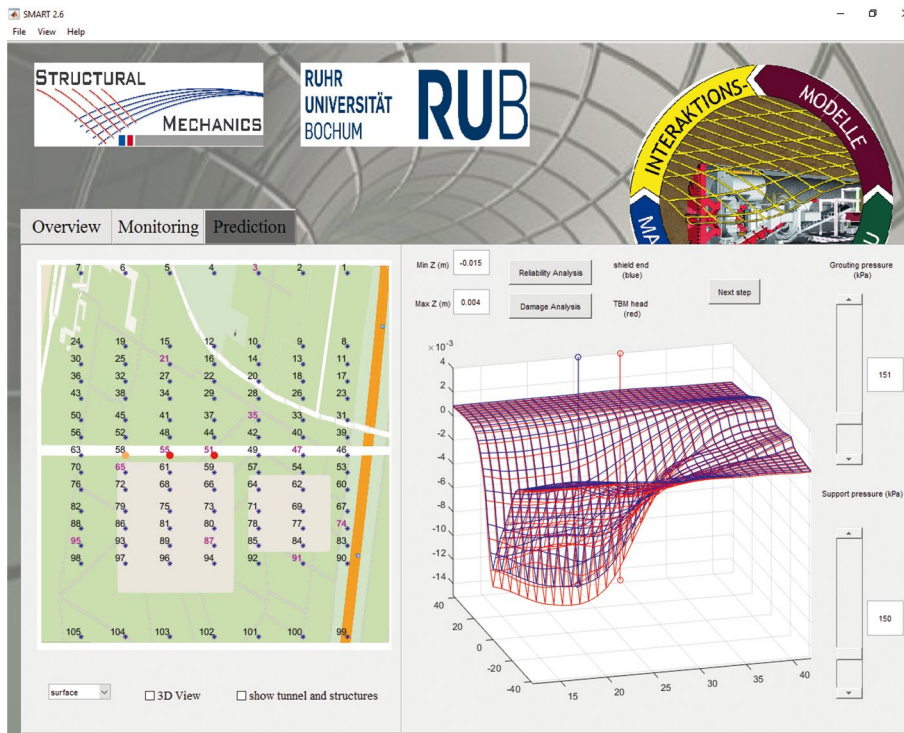 SMART 2.6
File View Help
STRUCTURAL
MECHANICS
RUHR
UNIVERSITÄT
BOCHUM
RUB
INTERAKTIONS-
MODELLE
MA
Overview Monitoring Prediction
7 6 5 4 3 2 1
24 19 15 12 10 9 8
30 25 21 16 14 13 11
36 32 27 22 20 18 17
43 38 34 29 28 26 23
50 45 41 37 35 33 31
56 52 48 44 42 40 39
63 58 55 51 49 47 46
70 65 61 59 57 54 53
76 72 68 66 64 62 60
82 79 75 73 71 69 67
88 86 81 80 78 77 74
95 93 89 87 85 84 83
98 97 96 94 92 91 90
105 104 103 102 101 100 99
surface
3D View
show tunnel and structures
Min Z (m) -0.015
Reliability Analysis
shield end
(blue)
Next step
Max Z (m) 0.004
Damage Analysis
TBM head
(red)
× 10⁻³
4
2
0
-2
-4
-6
-8
-10
-12
-14
40
20
0
-20
-40
15 20 25 30 35 40
Grouting pressure
(kPa)
151
Support pressure (kPa)
150